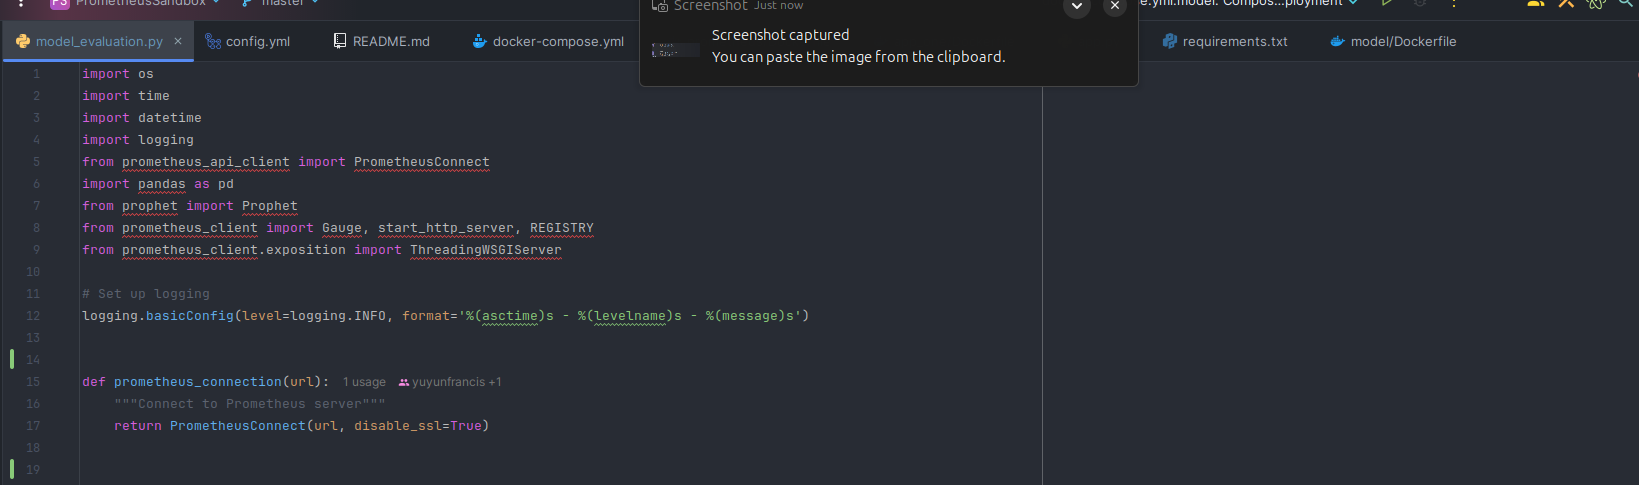 PS PrometheusSandbox master
Screenshot Just now
e.yml.model: Compos...ployment
Screenshot captured
You can paste the image from the clipboard.
model_evaluation.py config.yml README.md docker-compose.yml requirements.txt model/Dockerfile
1 import os
2 import time
3 import datetime
4 import logging
5 from prometheus_api_client import PrometheusConnect
6 import pandas as pd
7 from prophet import Prophet
8 from prometheus_client import Gauge, start_http_server, REGISTRY
9 from prometheus_client.exposition import ThreadingWSGIServer
10
11 # Set up logging
12 logging.basicConfig(level=logging.INFO, format='%(asctime)s - %(levelname)s - %(message)s')
13
14
15 def prometheus_connection(url): 1 usage yuyunfrancis +1
16 """Connect to Prometheus server"""
17 return PrometheusConnect(url, disable_ssl=True)
18
19